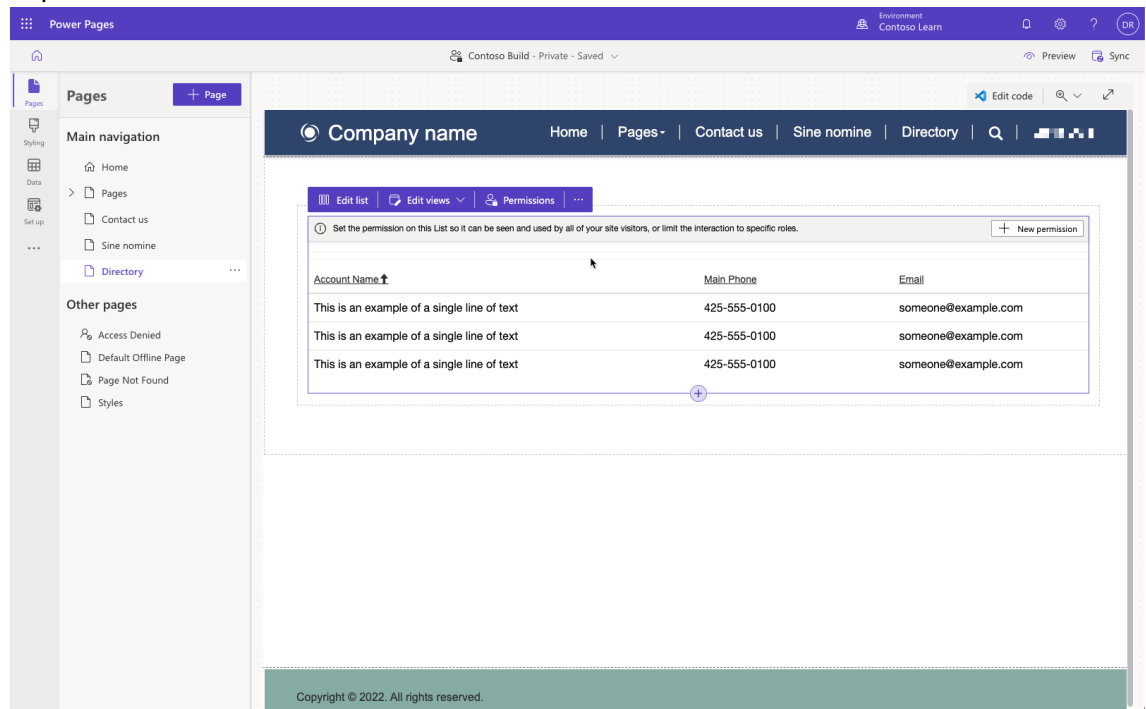 Power Pages
Environment
Contoso Learn
DR
Contoso Build - Private - Saved
Preview
Sync
Pages
Styling
Data
Set up
Pages
+ Page
Main navigation
Home
Pages
Contact us
Sine nomine
Directory
Other pages
Access Denied
Default Offline Page
Page Not Found
Styles
Edit code
Company name
Home | Pages | Contact us | Sine nomine | Directory |
Edit list
Edit views
Permissions
Set the permission on this List so it can be seen and used by all of your site visitors, or limit the interaction to specific roles.
+ New permission
Account Name Main Phone Email
This is an example of a single line of text 425-555-0100 someone@example.com
This is an example of a single line of text 425-555-0100 someone@example.com
This is an example of a single line of text 425-555-0100 someone@example.com
Copyright © 2022. All rights reserved.